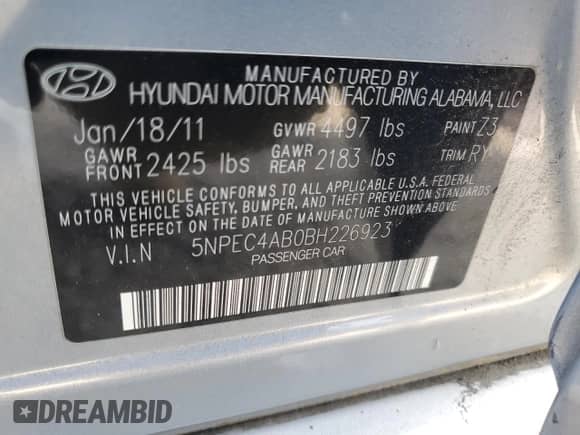 MANUFACTURED BY
HYUNDAI MOTOR MANUFACTURING ALABAMA, LLC
Jan/18/11 GVWR 4497 lbs PAINT Z3
GAWR FRONT 2425 lbs GAWR REAR 2183 lbs TRIM RY
THIS VEHICLE CONFORMS TO ALL APPLICABLE U.S.A. FEDERAL
MOTOR VEHICLE SAFETY, BUMPER, AND THEFT PREVENTION STANDARDS
IN EFFECT ON THE DATE OF MANUFACTURE SHOWN ABOVE
V.I.N 5NPEC4AB0BH226923
PASSENGER CAR
DREAMBID